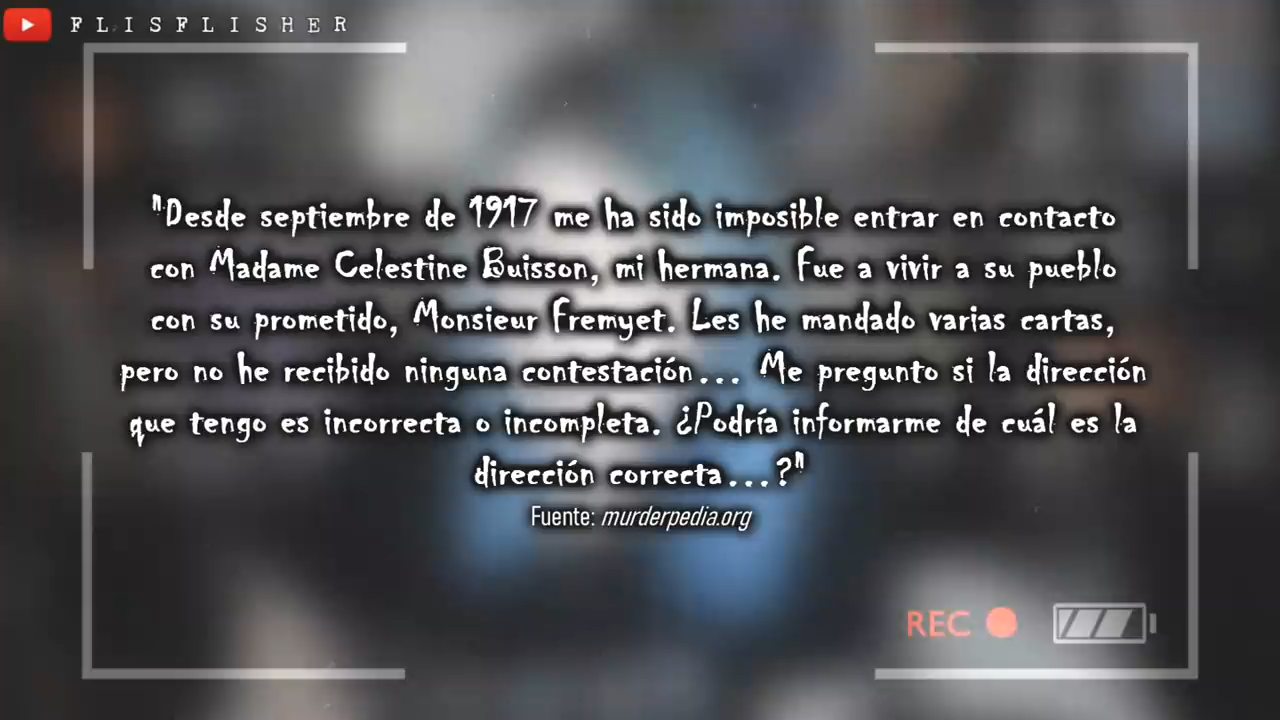 FLISFLISHER
"Desde septiembre de 1917 me ha sido imposible entrar en contacto
con Madame Celestine Buisson, mi hermana. Fue a vivir a su pueblo
con su prometido, Monsieur Fremyet. Les he mandado varias cartas,
pero no he recibido ninguna contestación... Me pregunto si la dirección
que tengo es incorrecta o incompleta. ¿Podría informarme de cuál es la
dirección correcta...?"
Fuente: murderpedia.org
REC